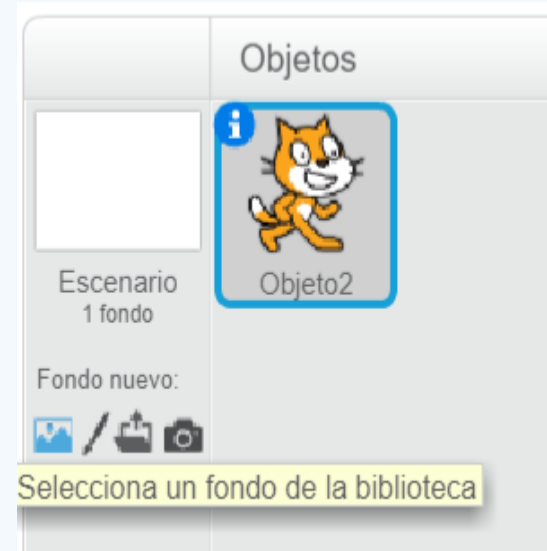 Objetos
Escenario
1 fondo
Objeto2
Fondo nuevo:
Selecciona un fondo de la biblioteca